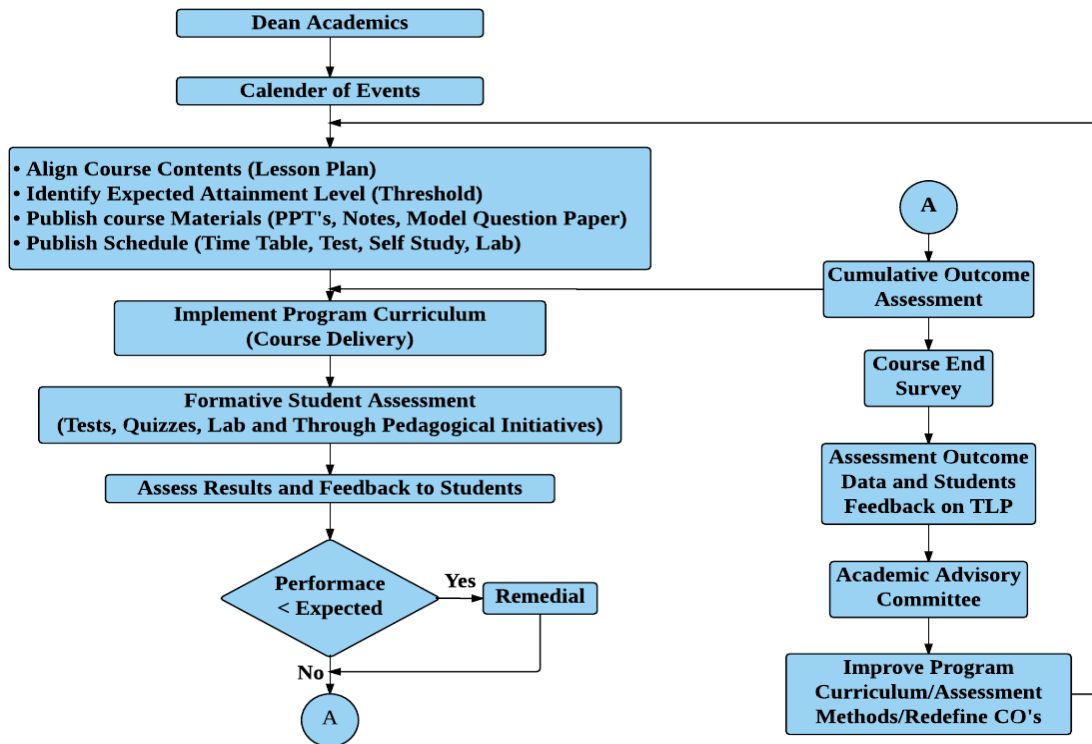 Dean Academics
Calender of Events
• Align Course Contents (Lesson Plan)
• Identify Expected Attainment Level (Threshold)
• Publish course Materials (PPT's, Notes, Model Question Paper)
• Publish Schedule (Time Table, Test, Self Study, Lab)
Implement Program Curriculum
(Course Delivery)
Formative Student Assessment
(Tests, Quizzes, Lab and Through Pedagogical Initiatives)
Assess Results and Feedback to Students
Performace
< Expected
Yes
Remedial
No
A
A
Cumulative Outcome
Assessment
Course End
Survey
Assessment Outcome
Data and Students
Feedback on TLP
Academic Advisory
Committee
Improve Program
Curriculum/Assessment
Methods/Redefine CO's